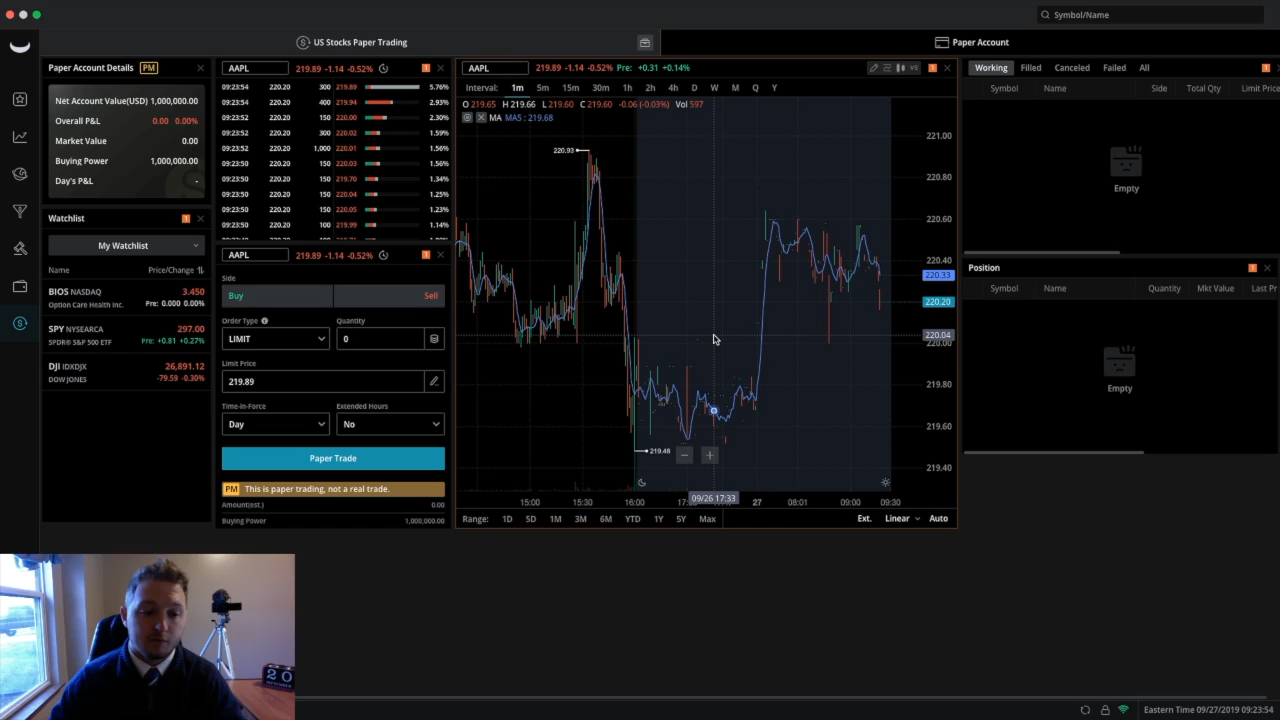 Symbol/Name
US Stocks Paper Trading
Paper Account
Paper Account Details PM
Net Account Value(USD) 1,000,000.00
Overall P&L 0.00 0.00%
Market Value 0.00
Buying Power 1,000,000.00
Day's P&L -
Watchlist 1
My Watchlist
Name Price/Change
BIOS NASDAQ 3.450
Option Care Health Inc. Pre: 0.000 0.00%
SPY NYSEARCA 297.00
SPDR® S&P 500 ETF Pre: +0.81 +0.27%
DJI IDXDJX 26,891.12
DOW JONES -79.59 -0.30%
AAPL 219.89 -1.14 -0.52% 1
09:23:54 220.20 300 219.89 5.76%
09:23:54 220.20 400 219.94 2.93%
09:23:52 220.20 150 220.00 2.30%
09:23:52 220.20 300 220.02 1.59%
09:23:52 220.20 1,000 220.01 1.56%
09:23:50 220.20 150 220.03 1.56%
09:23:50 220.20 150 219.70 1.34%
09:23:50 220.20 150 220.04 1.25%
09:23:50 220.20 150 220.05 1.23%
09:23:50 220.20 100 219.99 1.14%
AAPL 219.89 -1.14 -0.52% 1
Side
Buy Sell
Order Type Quantity
LIMIT 0
Limit Price
219.89
Time-in-Force Extended Hours
Day No
Paper Trade
PM This is paper trading, not a real trade.
Amount(est.) 0.00
Buying Power 1,000,000.00
AAPL 219.89 -1.14 -0.52% Pre: +0.31 +0.14% VS 1
Interval: 1m 5m 15m 30m 1h 2h 4h D W M Q Y
O 219.65 H 219.66 L 219.60 C 219.60 -0.06 (-0.03%) Vol 597
MA MA5 : 219.68
221.00
220.93
220.80
220.60
220.40
220.33
220.20
220.04
220.00
219.80
219.60
219.48
219.40
15:00 15:30 16:00 09/26 17:33 27 08:01 09:00 09:30
Range: 1D 5D 1M 3M 6M YTD 1Y 5Y Max Ext. Linear Auto
Working Filled Canceled Failed All 1
Symbol Name Side Total Qty Limit Price
Empty
Position 1
Symbol Name Quantity Mkt Value Last Pr
Empty
20
Eastern Time 09/27/2019 09:23:54